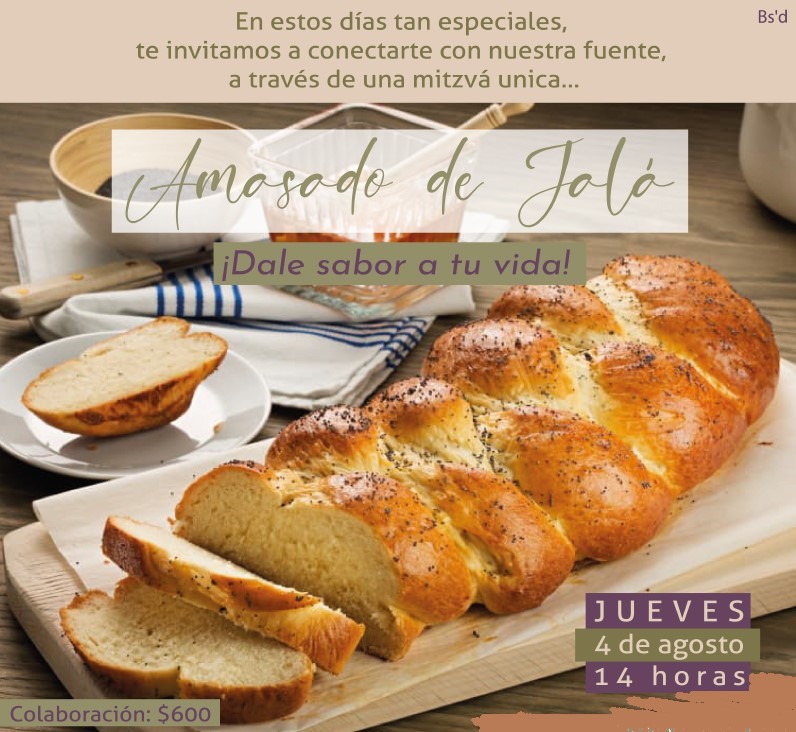 Bs'd
En estos días tan especiales,
te invitamos a conectarte con nuestra fuente,
a través de una mitzvá unica...
Amasado de Jalá
¡Dale sabor a tu vida!
JUEVES
4 de agosto
14 horas
Colaboración: $600